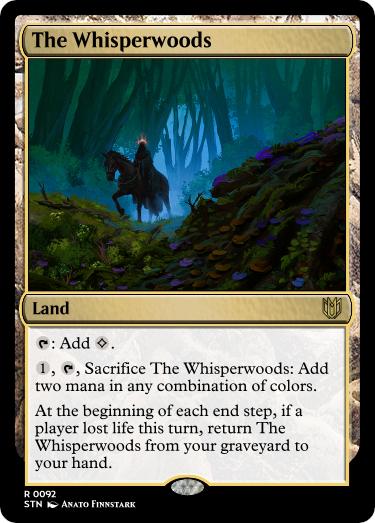 The Whisperwoods
Land
: Add .
1, , Sacrifice The Whisperwoods: Add
two mana in any combination of colors.
At the beginning of each end step, if a
player lost life this turn, return The
Whisperwoods from your graveyard to
your hand.
R 0092
STN Anato Finnstark